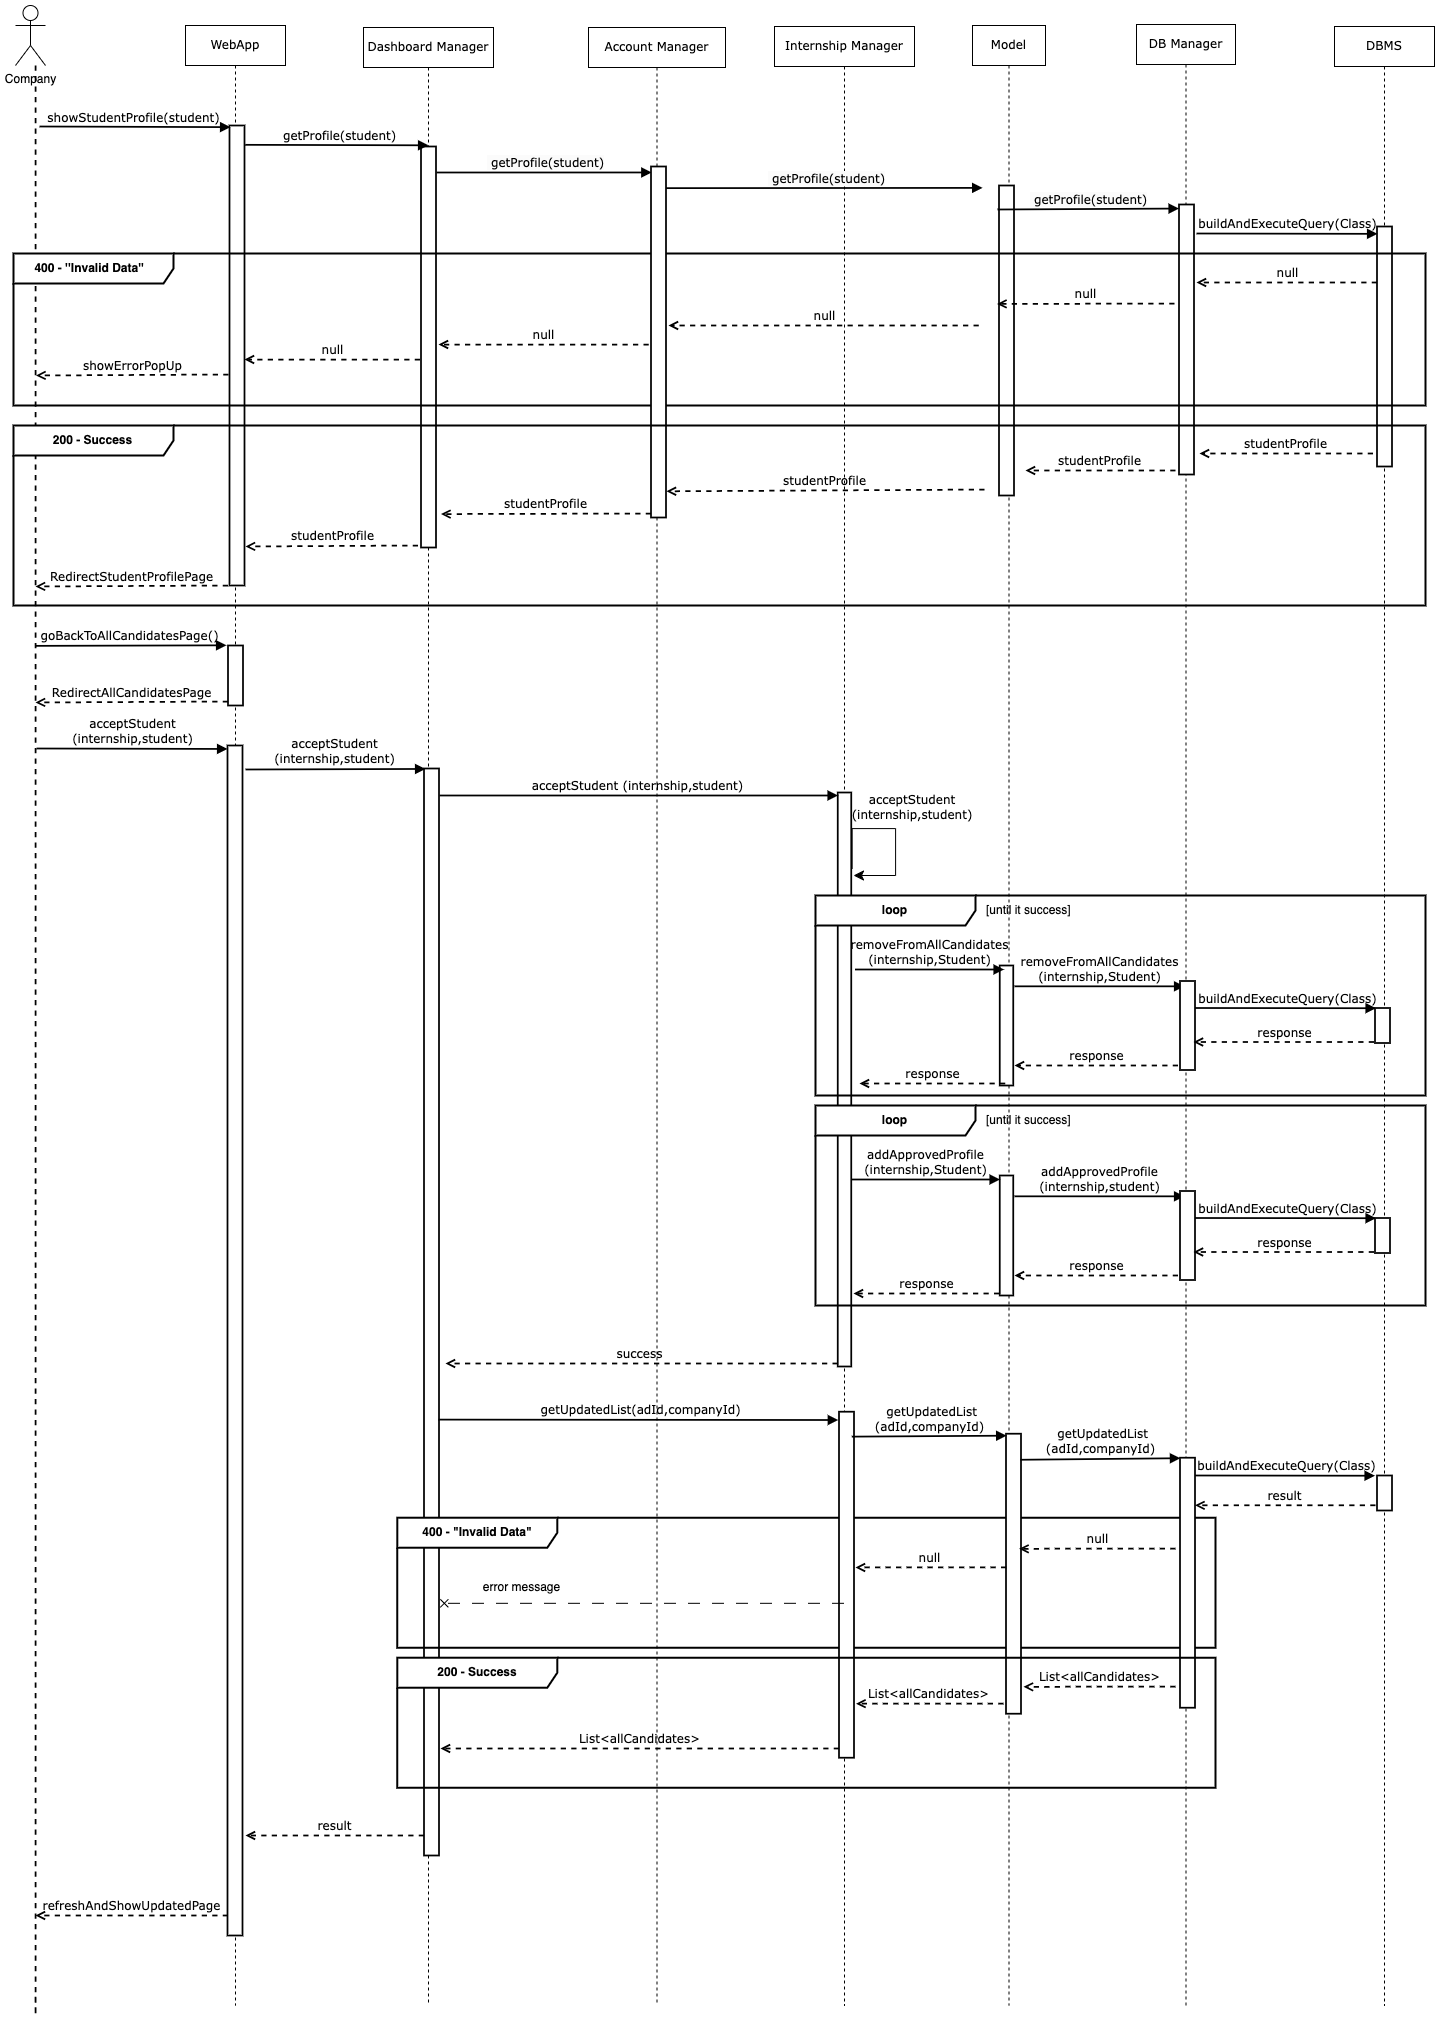 Company
WebApp
Dashboard Manager
Account Manager
Internship Manager
Model
DB Manager
DBMS
showStudentProfile(student)
getProfile(student)
getProfile(student)
getProfile(student)
getProfile(student)
buildAndExecuteQuery(Class)
400 - "Invalid Data"
null
null
null
null
null
showErrorPopUp
200 - Success
studentProfile
studentProfile
studentProfile
studentProfile
studentProfile
RedirectStudentProfilePage
goBackToAllCandidatesPage()
RedirectAllCandidatesPage
acceptStudent
(internship,student)
acceptStudent
(internship,student)
acceptStudent (internship,student)
acceptStudent
(internship,student)
loop
[until it success]
removeFromAllCandidates
(internship,Student)
removeFromAllCandidates
(internship,Student)
buildAndExecuteQuery(Class)
response
response
response
loop
[until it success]
addApprovedProfile
(internship,Student)
addApprovedProfile
(internship,student)
buildAndExecuteQuery(Class)
response
response
response
success
getUpdatedList(adId,companyId)
getUpdatedList
(adId,companyId)
getUpdatedList
(adId,companyId)
buildAndExecuteQuery(Class)
result
400 - "Invalid Data"
null
null
error message
200 - Success
List<allCandidates>
List<allCandidates>
List<allCandidates>
result
refreshAndShowUpdatedPage